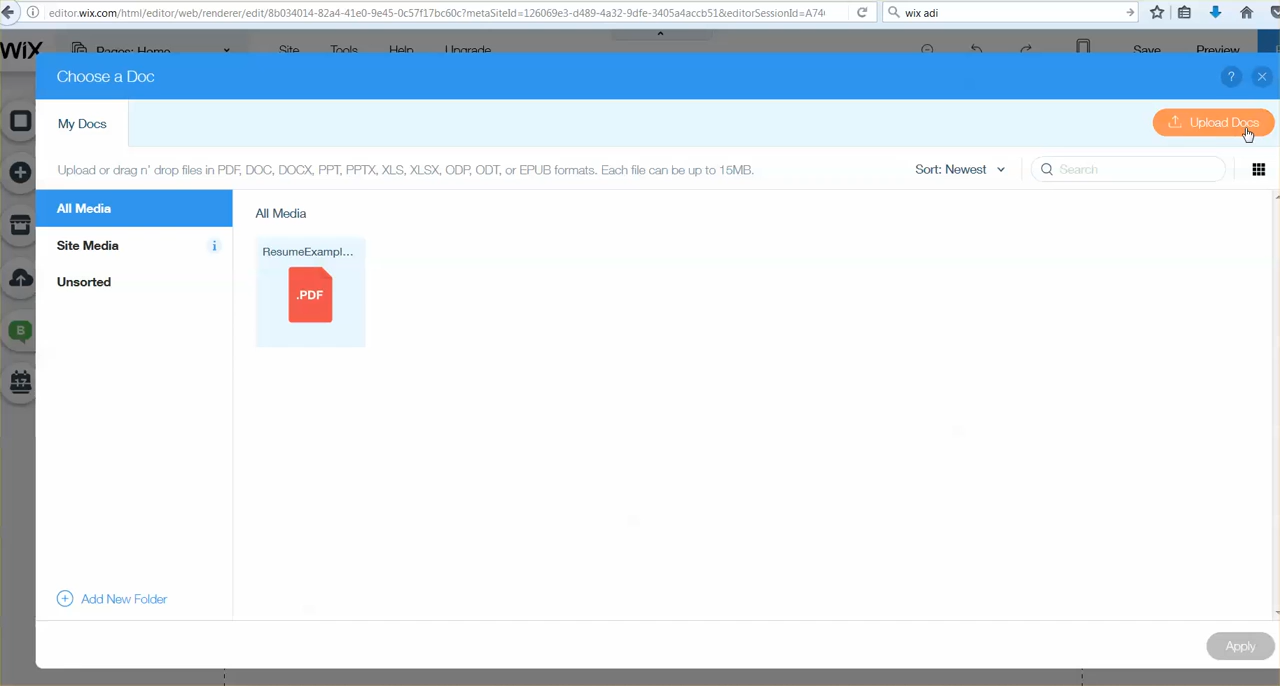 editor.wix.com/html/editor/web/renderer/edit/8b034014-82a4-41e0-9e45-0c57f17bc60c?metaSiteId=126069e3-d489-4a32-9dfe-3405a4accb51&editorSessionId=A74
wix adi
WiX Pages: Home Site Tools Help Upgrade Save Preview
Choose a Doc ?
My Docs
Upload Docs
Upload or drag n' drop files in PDF, DOC, DOCX, PPT, PPTX, XLS, XLSX, ODP, ODT, or EPUB formats. Each file can be up to 15MB.
Sort: Newest
Search
All Media
Site Media i
Unsorted
All Media
ResumeExampl...
.PDF
B
17
Add New Folder
Apply